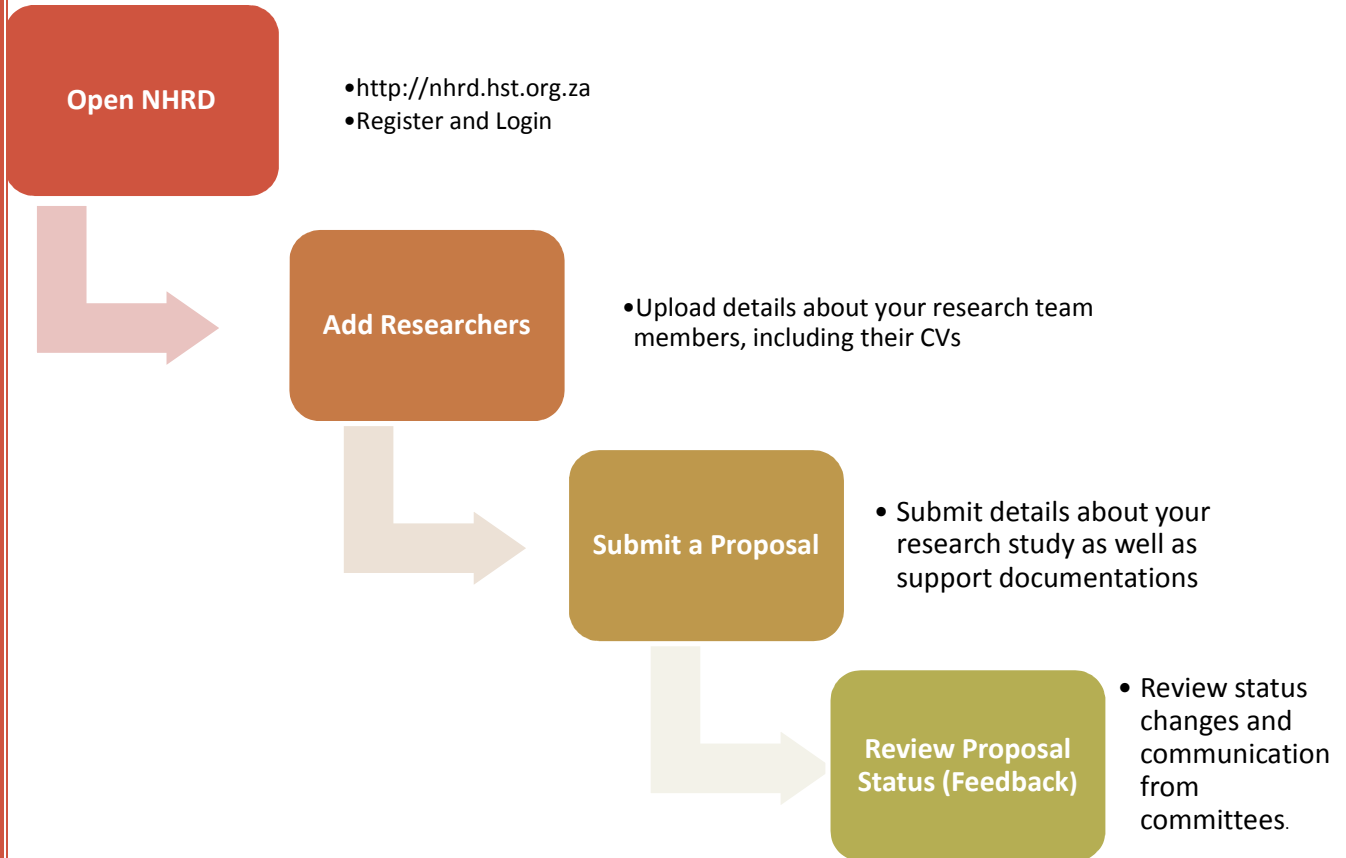 Open NHRD
•http://nhrd.hst.org.za
•Register and Login
Add Researchers
•Upload details about your research team
members, including their CVs
Submit a Proposal
• Submit details about your
research study as well as
support documentations
Review Proposal
Status (Feedback)
• Review status
changes and
communication
from
committees.